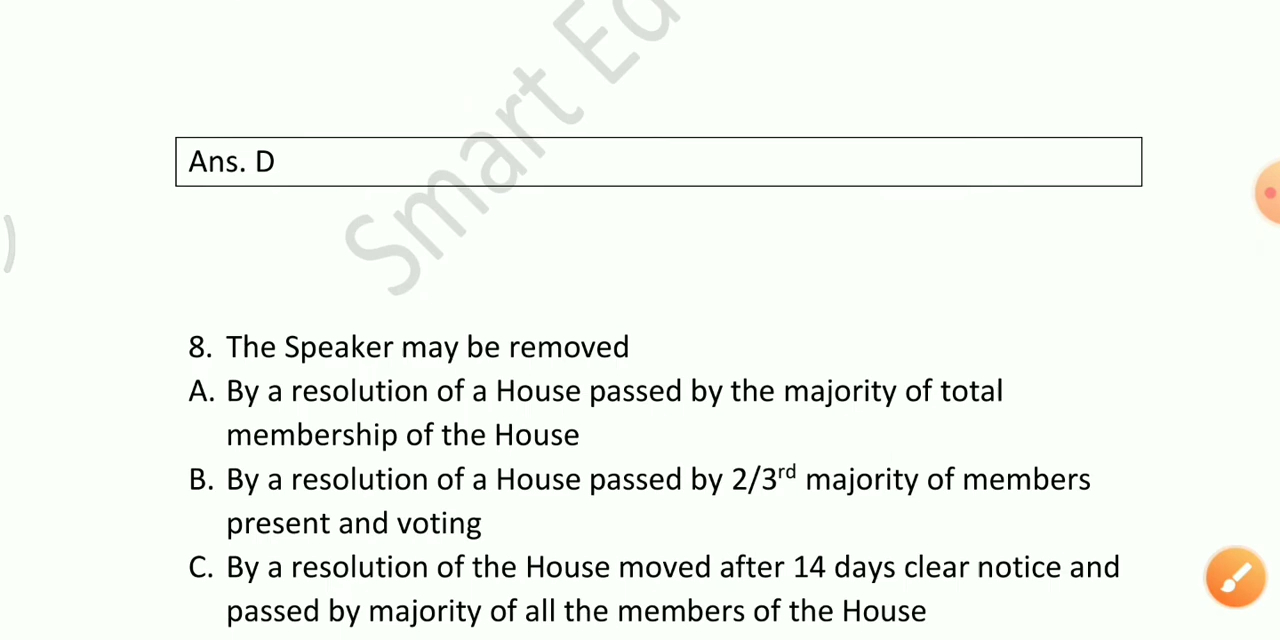 Smart Ed
Ans. D
8. The Speaker may be removed
A. By a resolution of a House passed by the majority of total
membership of the House
B. By a resolution of a House passed by 2/3rd majority of members
present and voting
C. By a resolution of the House moved after 14 days clear notice and
passed by majority of all the members of the House